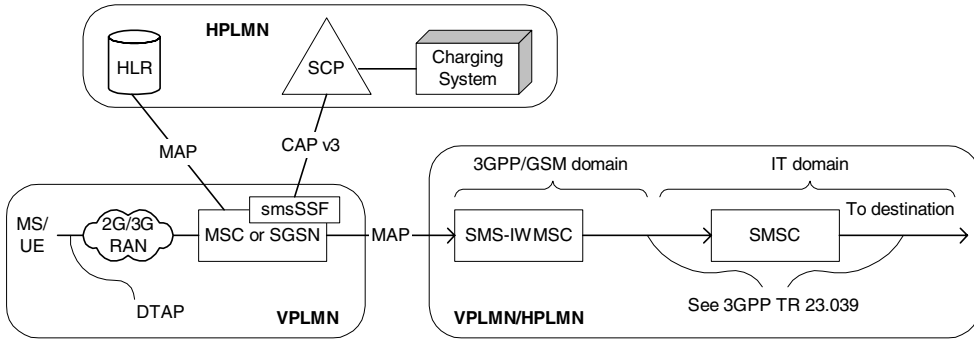 HPLMN
HLR
SCP
Charging
System
MAP
CAP v3
3GPP/GSM domain
IT domain
smsSSF
MS/
UE
2G/3G
RAN
MSC or SGSN
MAP
SMS-IWMSC
SMSC
To destination
DTAP
See 3GPP TR 23.039
VPLMN
VPLMN/HPLMN